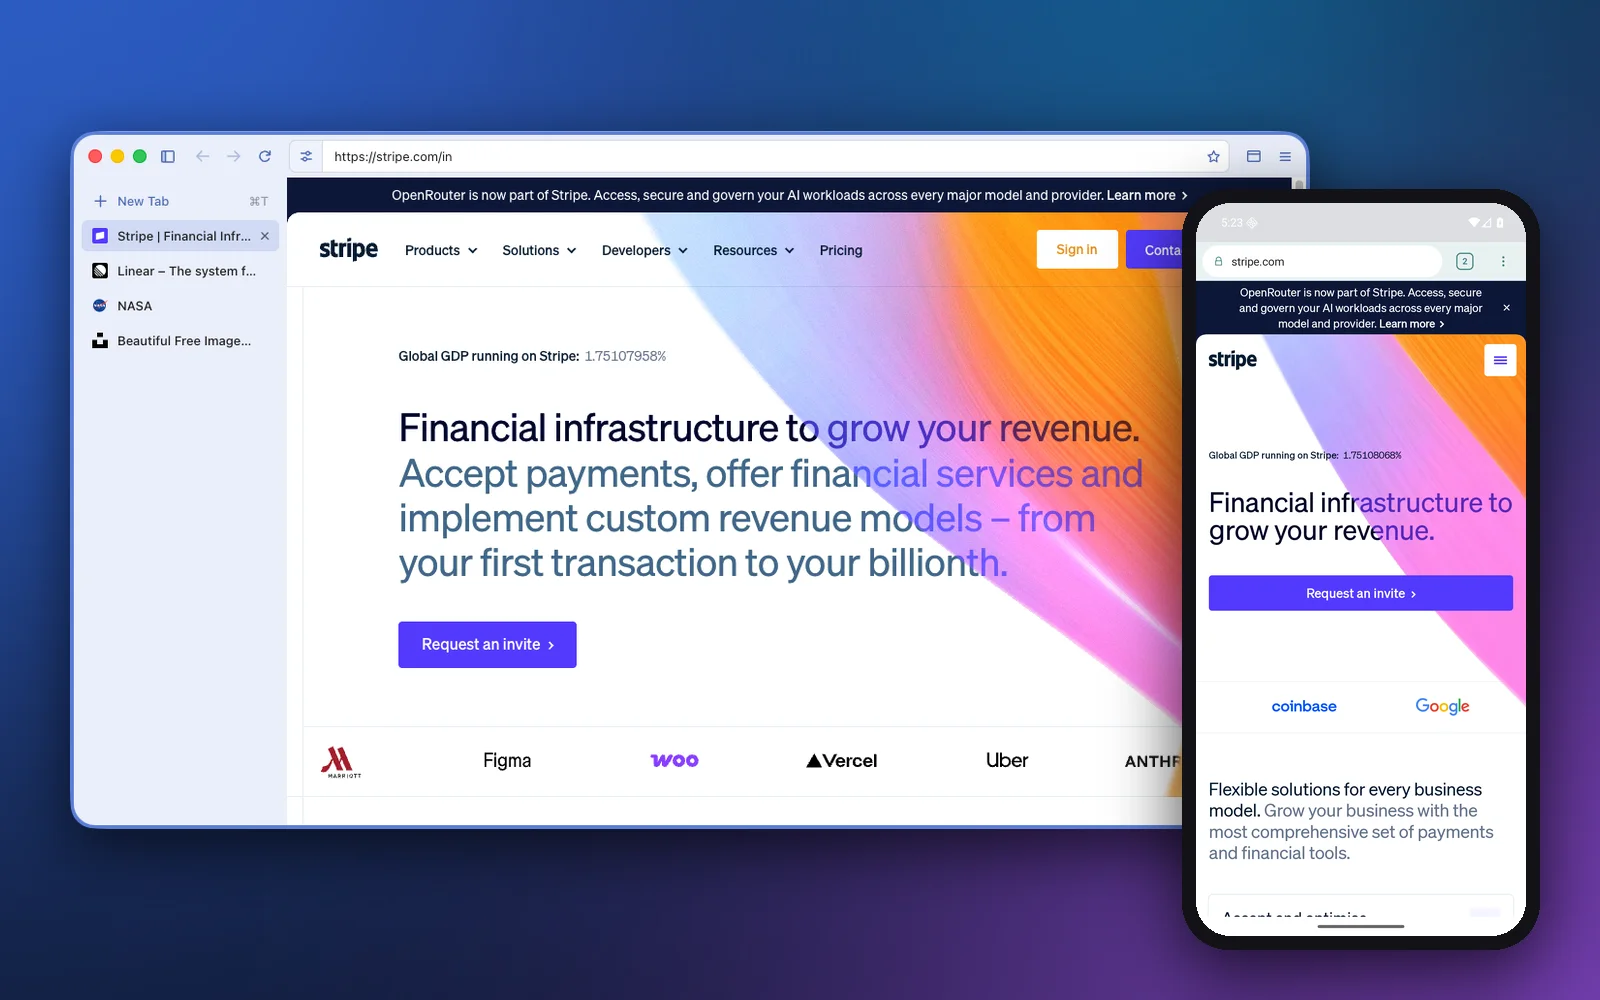 https://stripe.com/in
New Tab
⌘T
Stripe | Financial Infr...
Linear – The system f...
NASA
Beautiful Free Image...
OpenRouter is now part of Stripe. Access, secure and govern your AI workloads across every major model and provider. Learn more
stripe
Products
Solutions
Developers
Resources
Pricing
Sign in
Conta
Global GDP running on Stripe: 1.75107958%
Financial infrastructure to grow your revenue.
Accept payments, offer financial services and
implement custom revenue models – from
your first transaction to your billionth.
Request an invite
MARRIOTT
Figma
woo
Vercel
Uber
ANTHR
5:23
stripe.com
2
OpenRouter is now part of Stripe. Access, secure
and govern your AI workloads across every major
model and provider. Learn more
stripe
Global GDP running on Stripe: 1.75108068%
Financial infrastructure to
grow your revenue.
Request an invite
coinbase
Google
Flexible solutions for every business
model. Grow your business with the
most comprehensive set of payments
and financial tools.
Accept and optimise